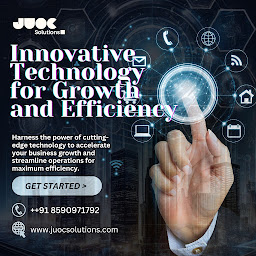 JUOC
Solutions
Innovative
Technology
for Growth
and Efficiency
Harness the power of cutting-
edge technology to accelerate
your business growth and
streamline operations for
maximum efficiency.
GET STARTED >
++91 8590971792
www.juocsolutions.com